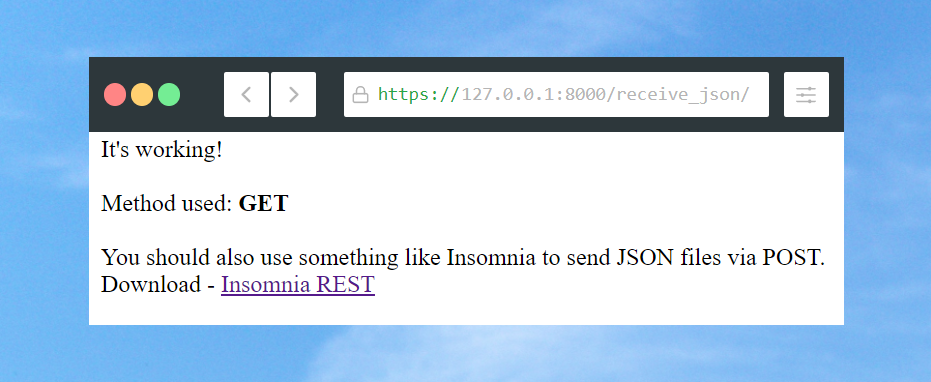 https://127.0.0.1:8000/receive_json/
It's working!
Method used: GET
You should also use something like Insomnia to send JSON files via POST.
Download - Insomnia REST